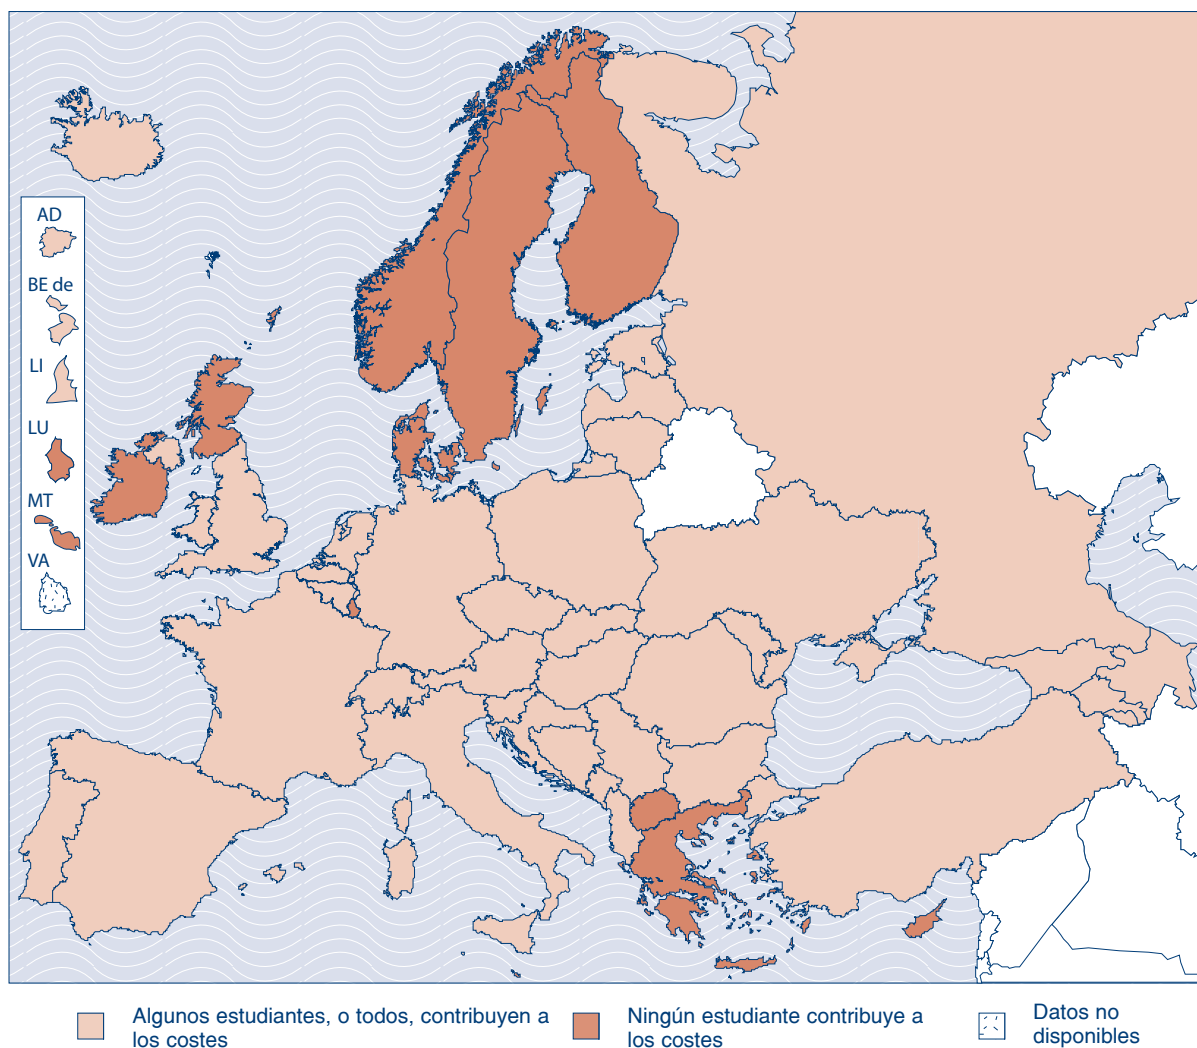 AD
BE de
LI
LU
MT
VA
Algunos estudiantes, o todos, contribuyen a
los costes
Ningún estudiante contribuye a
los costes
Datos no
disponibles